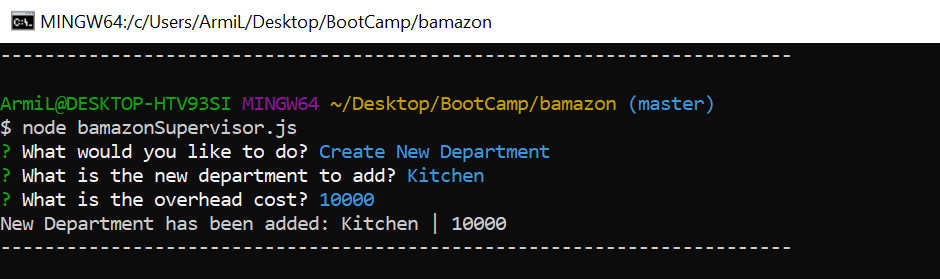 MINGW64:/c/Users/ArmiL/Desktop/BootCamp/bamazon
------------------------------------------------------------------------
ArmiL@DESKTOP-HTV93SI MINGW64 ~/Desktop/BootCamp/bamazon (master)
$ node bamazonSupervisor.js
? What would you like to do? Create New Department
? What is the new department to add? Kitchen
? What is the overhead cost? 10000
New Department has been added: Kitchen | 10000
------------------------------------------------------------------------